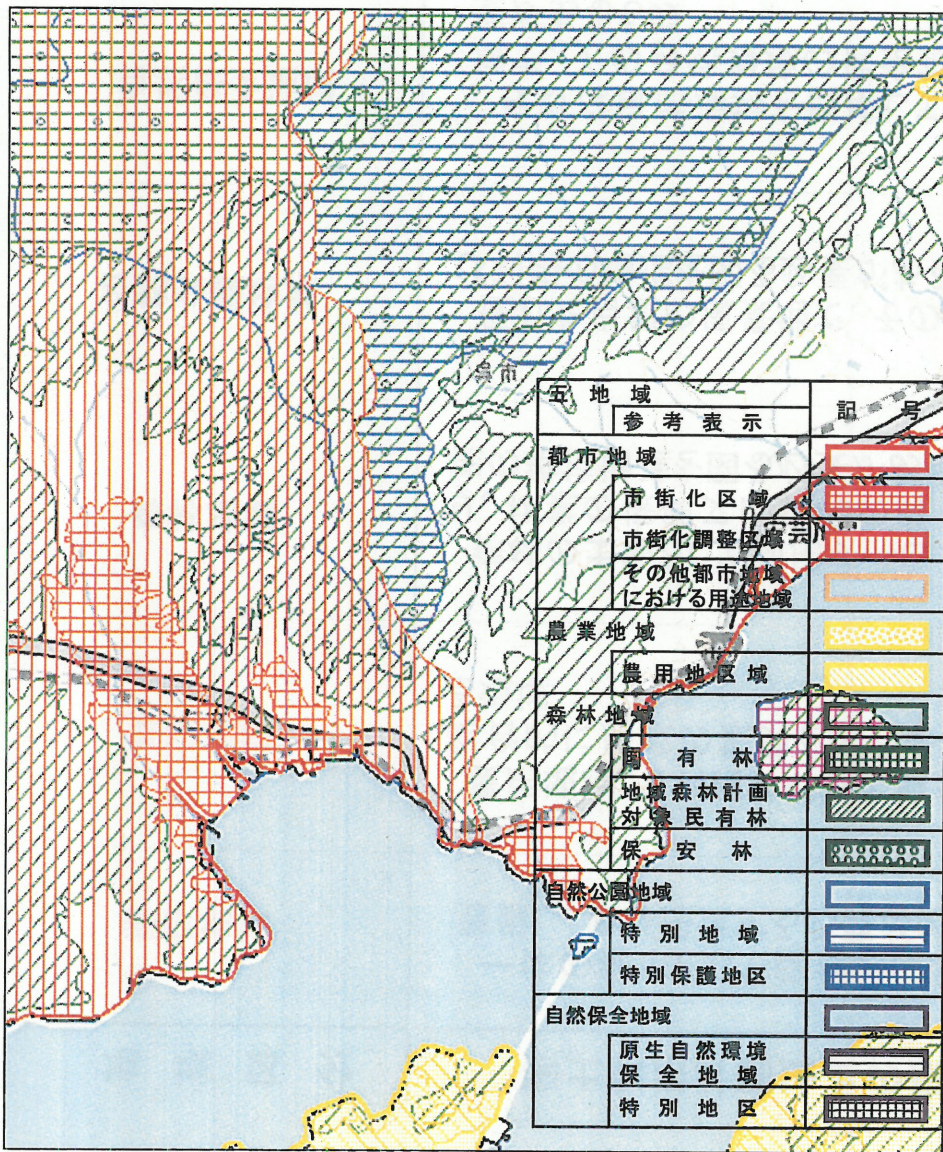 呉市
五地域
参考表示
記号
都市地域
市街化区域
市街化調整区域
その他都市地域
における用途地域
農業地域
農用地区域
森林地域
国有林
地域森林計画
対象民有林
保安林
自然公園地域
特別地域
特別保護地区
自然保全地域
原生自然環境
保全地域
特別地区